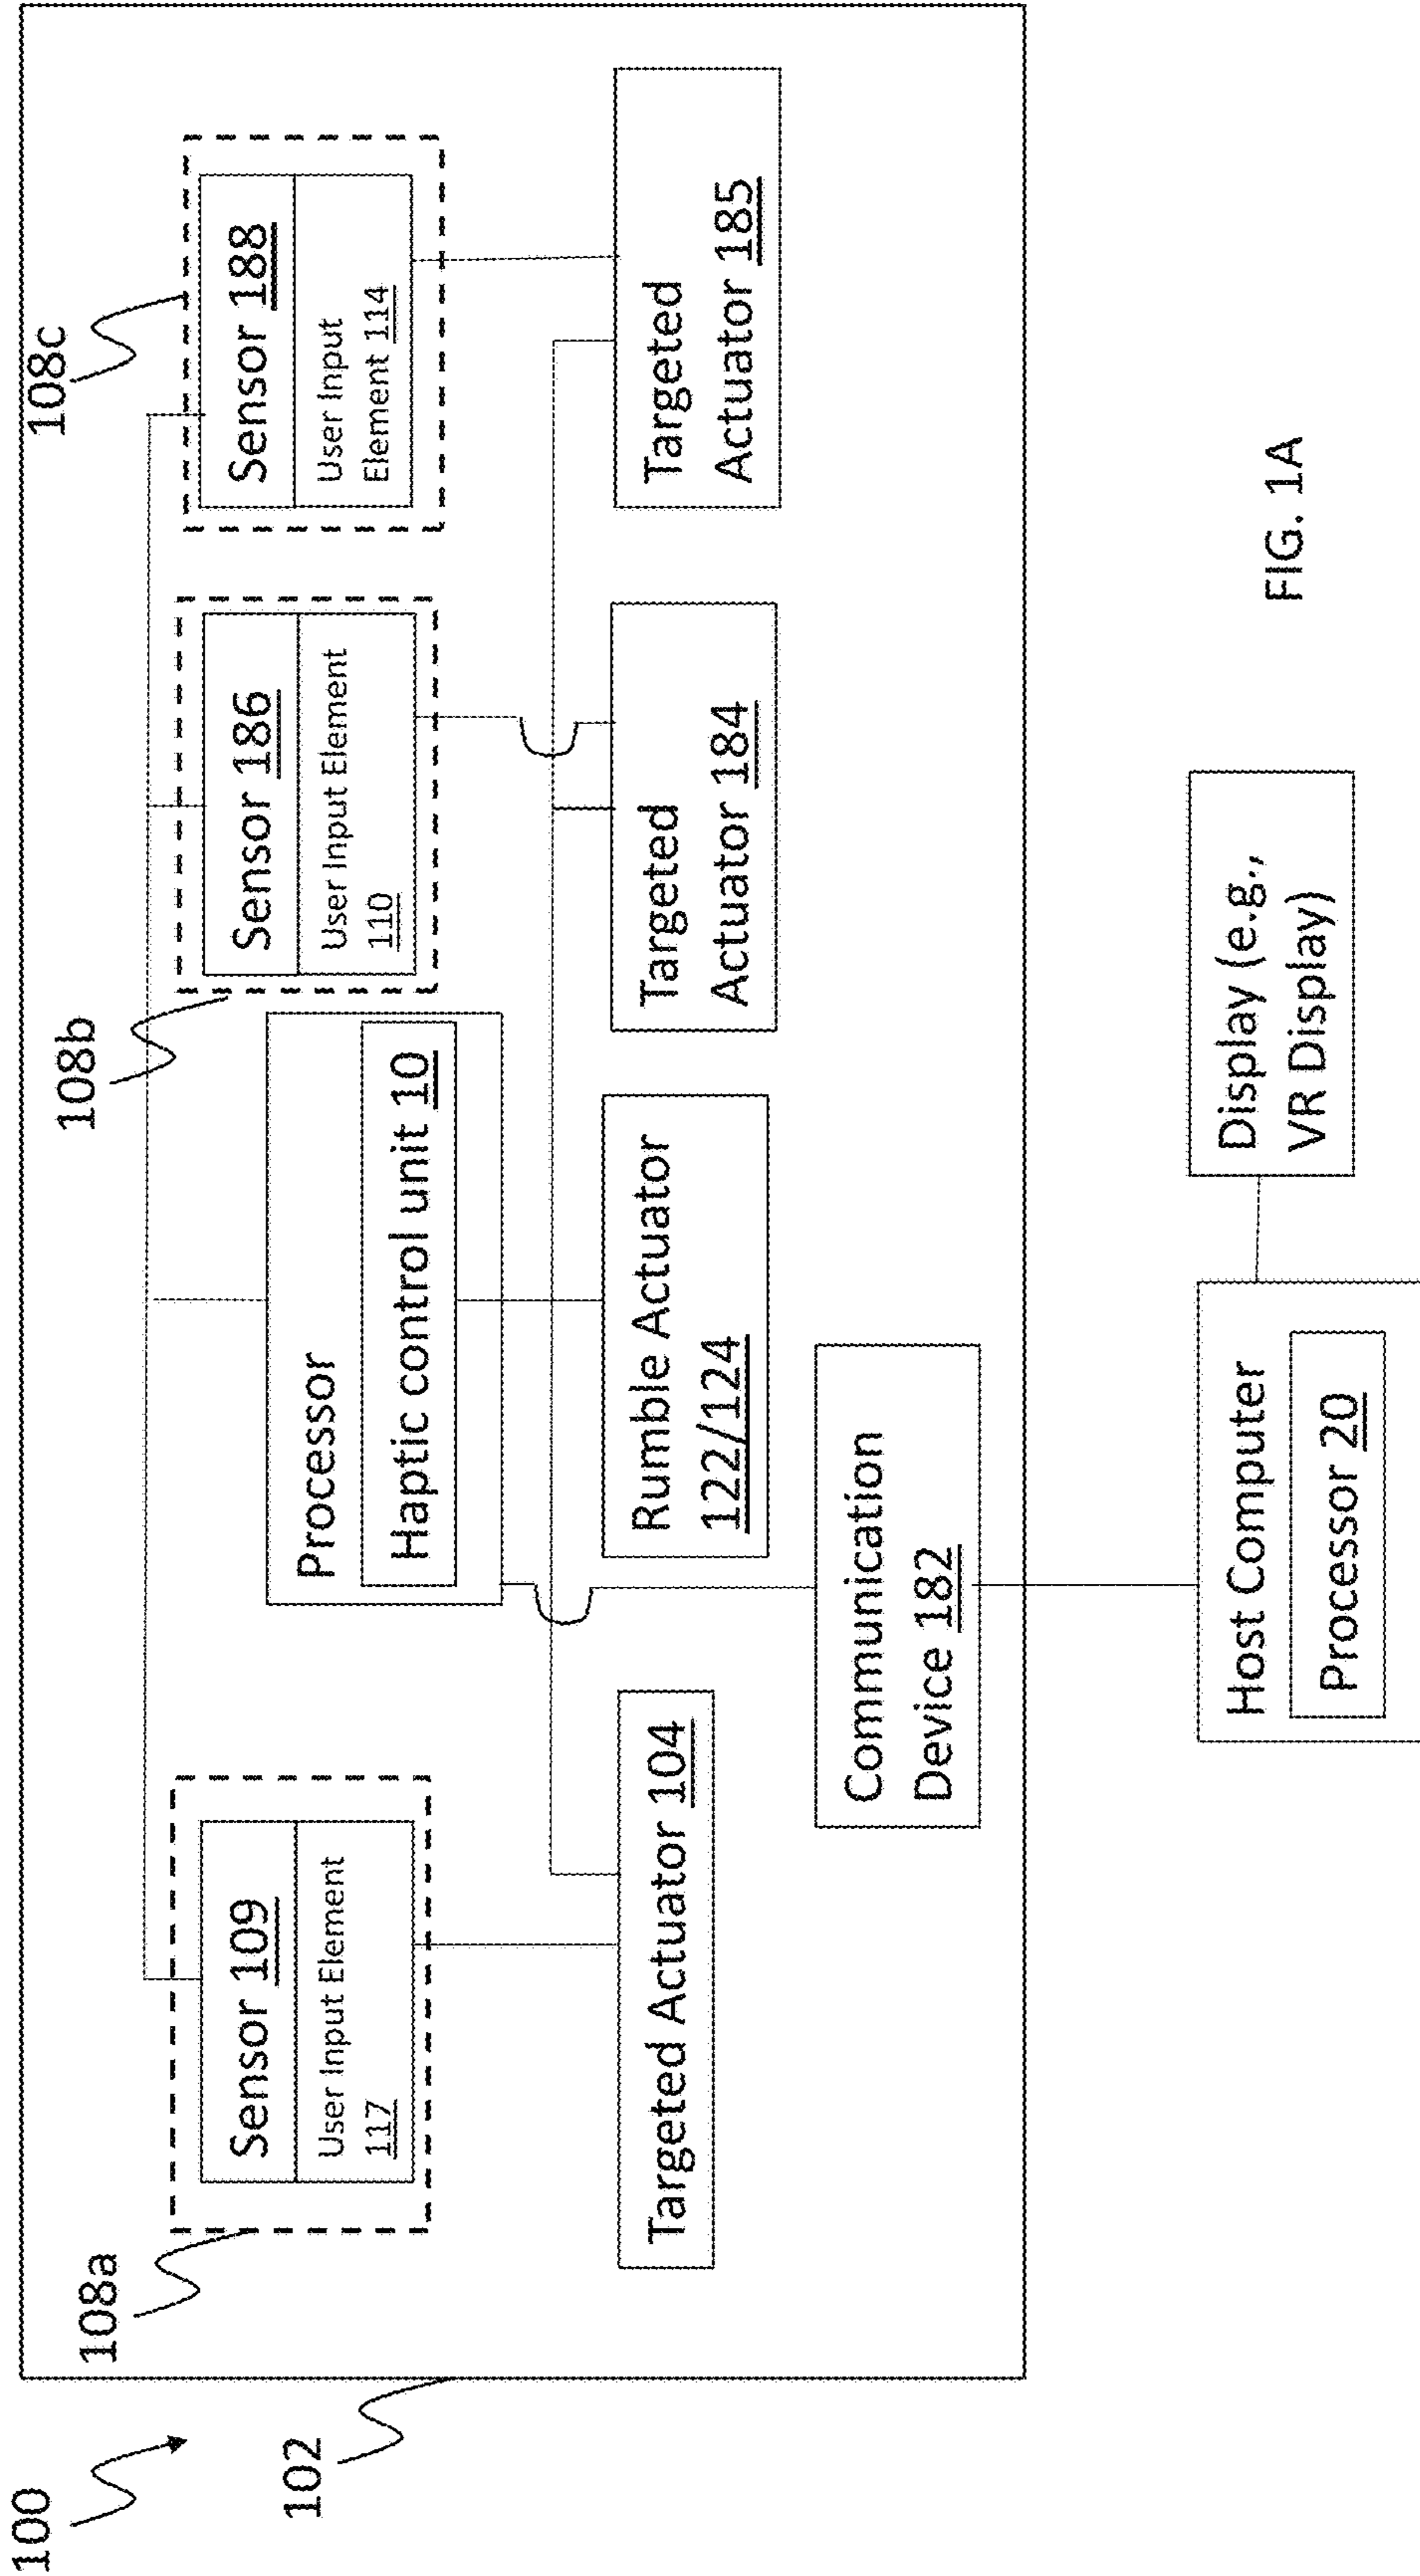 100
102
108a
108b
108c
Sensor 109
User Input Element
117
Sensor 186
User Input Element
110
Sensor 188
User Input
Element 114
Processor
Haptic control unit 10
Targeted Actuator 104
Rumble Actuator
122/124
Targeted
Actuator 184
Targeted
Actuator 185
Communication
Device 182
Host Computer
Processor 20
Display (e.g.,
VR Display)
FIG. 1A